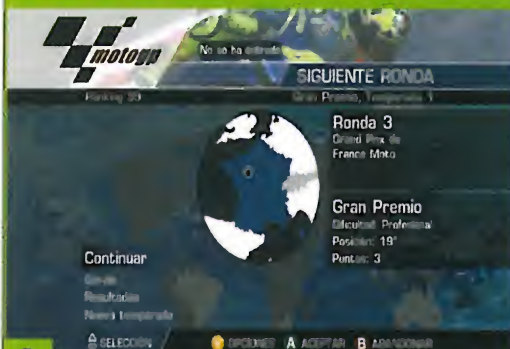 motogp
No se ha entrado
SIGUIENTE RONDA
Ranking
Gran Premio, Temporada 1
Ronda 3
Grand Prix de
France Moto
Gran Premio
Dificultad: Profesional
Posición: 19°
Puntos: 3
Continuar
Resultados
Nueva temporada
SELECCIÓN
OPCIONES A ACEPTAR B ABANDONAR